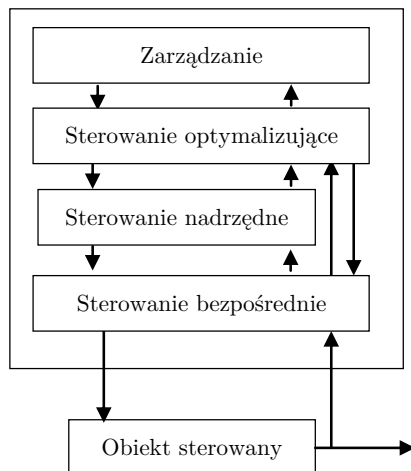 Zarządzanie
Sterowanie optymalizujące
Sterowanie nadrzędne
Sterowanie bezpośrednie
Obiekt sterowany